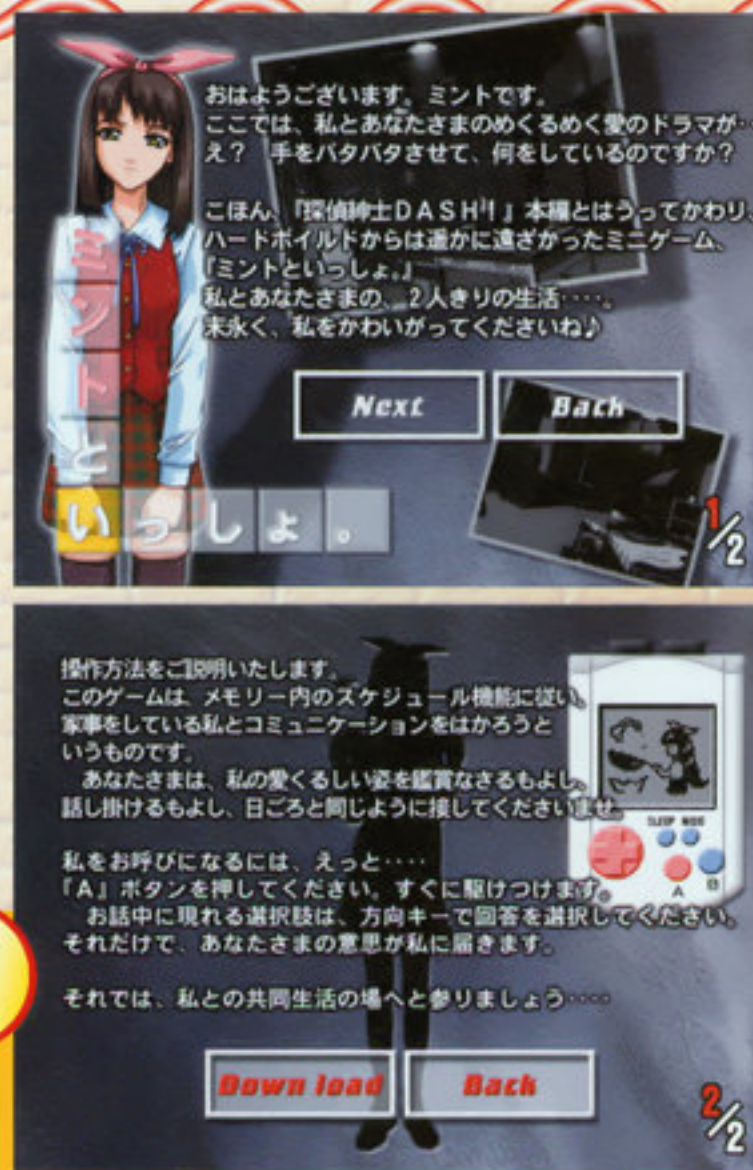 おはようございます。ミントです。
ここでは、私とあなたさまのめくるめく愛のドラマが‥
え？　手をバタバタさせて、何をしているのですか？
こほん、『探偵紳士DASH!』本編とはうってかわり、
ハードボイルドからは遥かに遠ざかったミニゲーム、
『ミントといっしょ。』
私とあなたさまの、２人きりの生活‥‥。
末永く、私をかわいがってくださいね♪
ミントといっしょ。
Next
Back
1/2
操作方法をご説明いたします。
このゲームは、メモリー内のスケジュール機能に従い、
家事をしている私とコミュニケーションをはかろうと
いうものです。
　あなたさまは、私の愛くるしい姿を鑑賞なさるもよし、
話し掛けるもよし、日ごろと同じように接してくださいませ。
SLEEP MODE
A
B
私をお呼びになるには、えっと‥‥
『A』ボタンを押してください。すぐに駆けつけます。
　お話中に現れる選択肢は、方向キーで回答を選択してください。
それだけで、あなたさまの意思が私に届きます。
それでは、私との共同生活の場へと参りましょう‥‥
Down load
Back
2/2